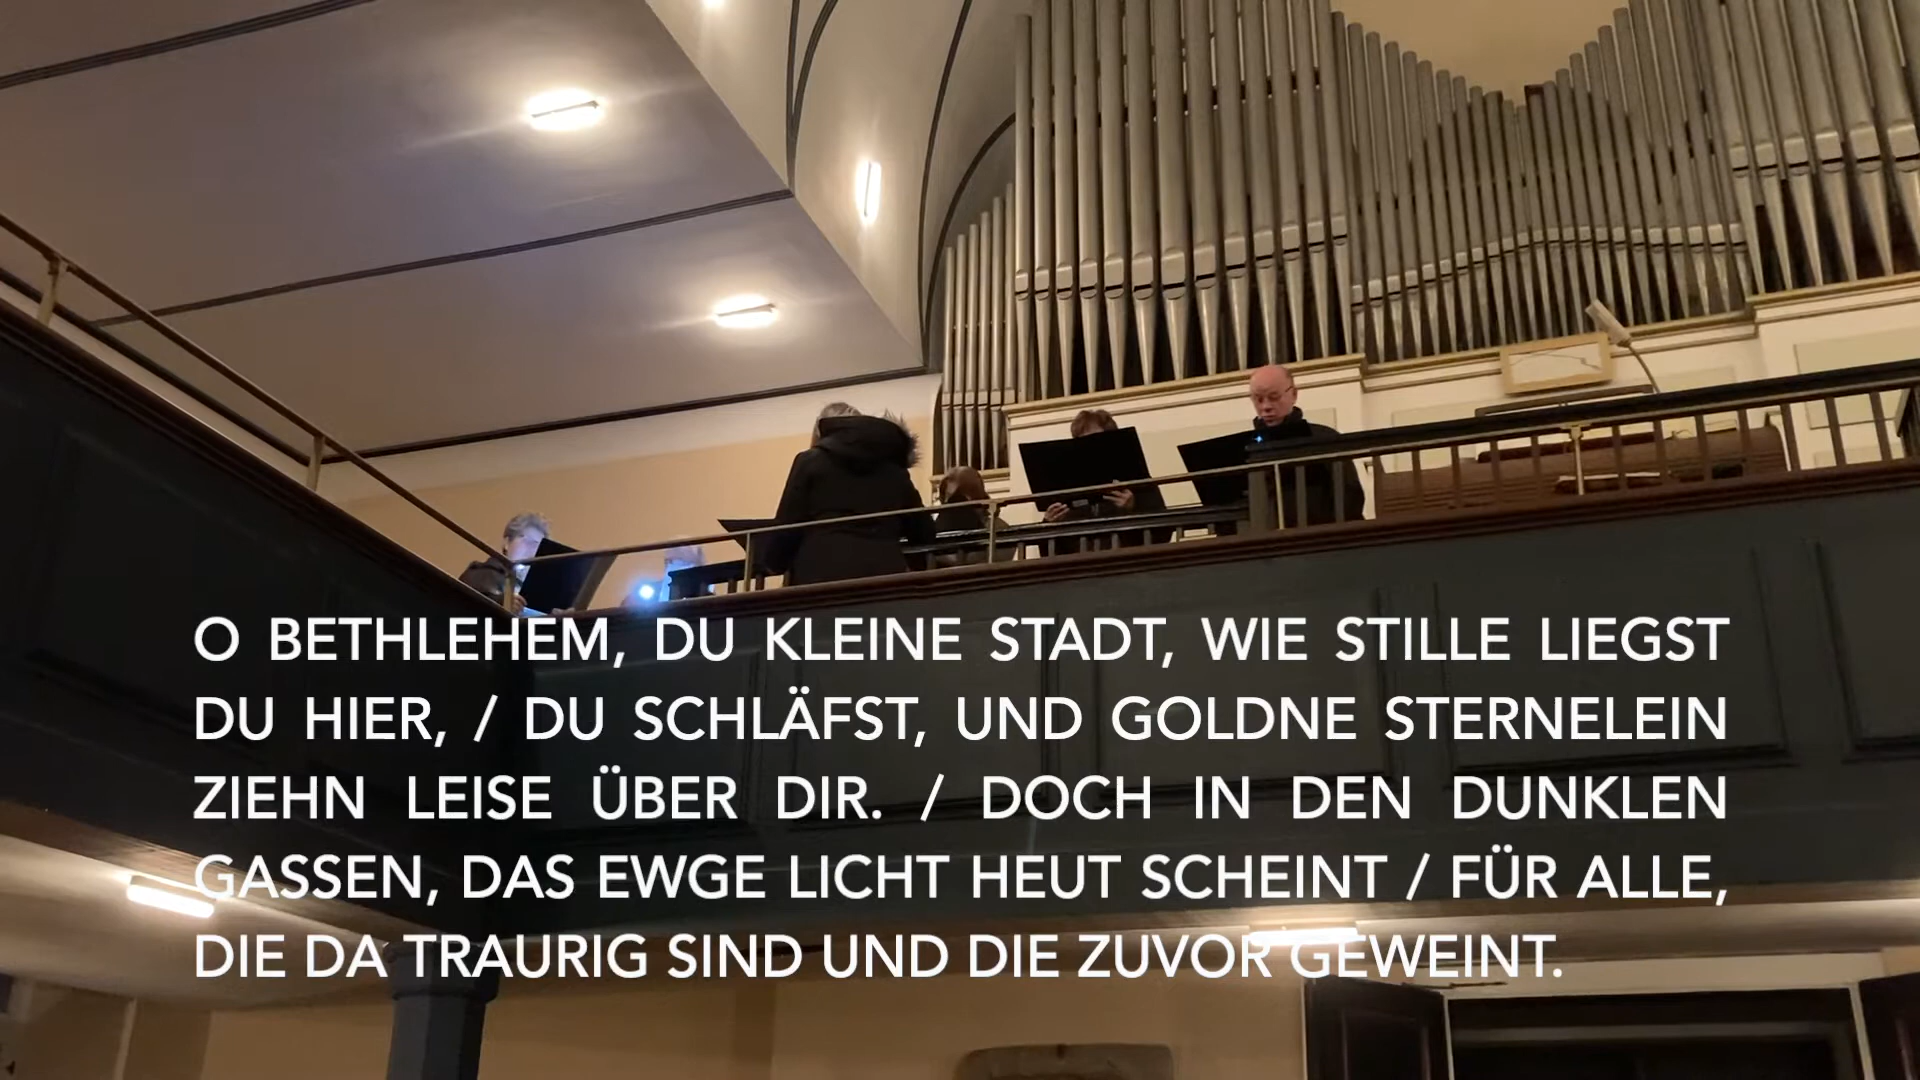 O BETHLEHEM, DU KLEINE STADT, WIE STILLE LIEGST
DU HIER, / DU SCHLÄFST, UND GOLDNE STERNELEIN
ZIEHN LEISE ÜBER DIR. / DOCH IN DEN DUNKLEN
GASSEN, DAS EWGE LICHT HEUT SCHEINT / FÜR ALLE,
DIE DA TRAURIG SIND UND DIE ZUVOR GEWEINT.